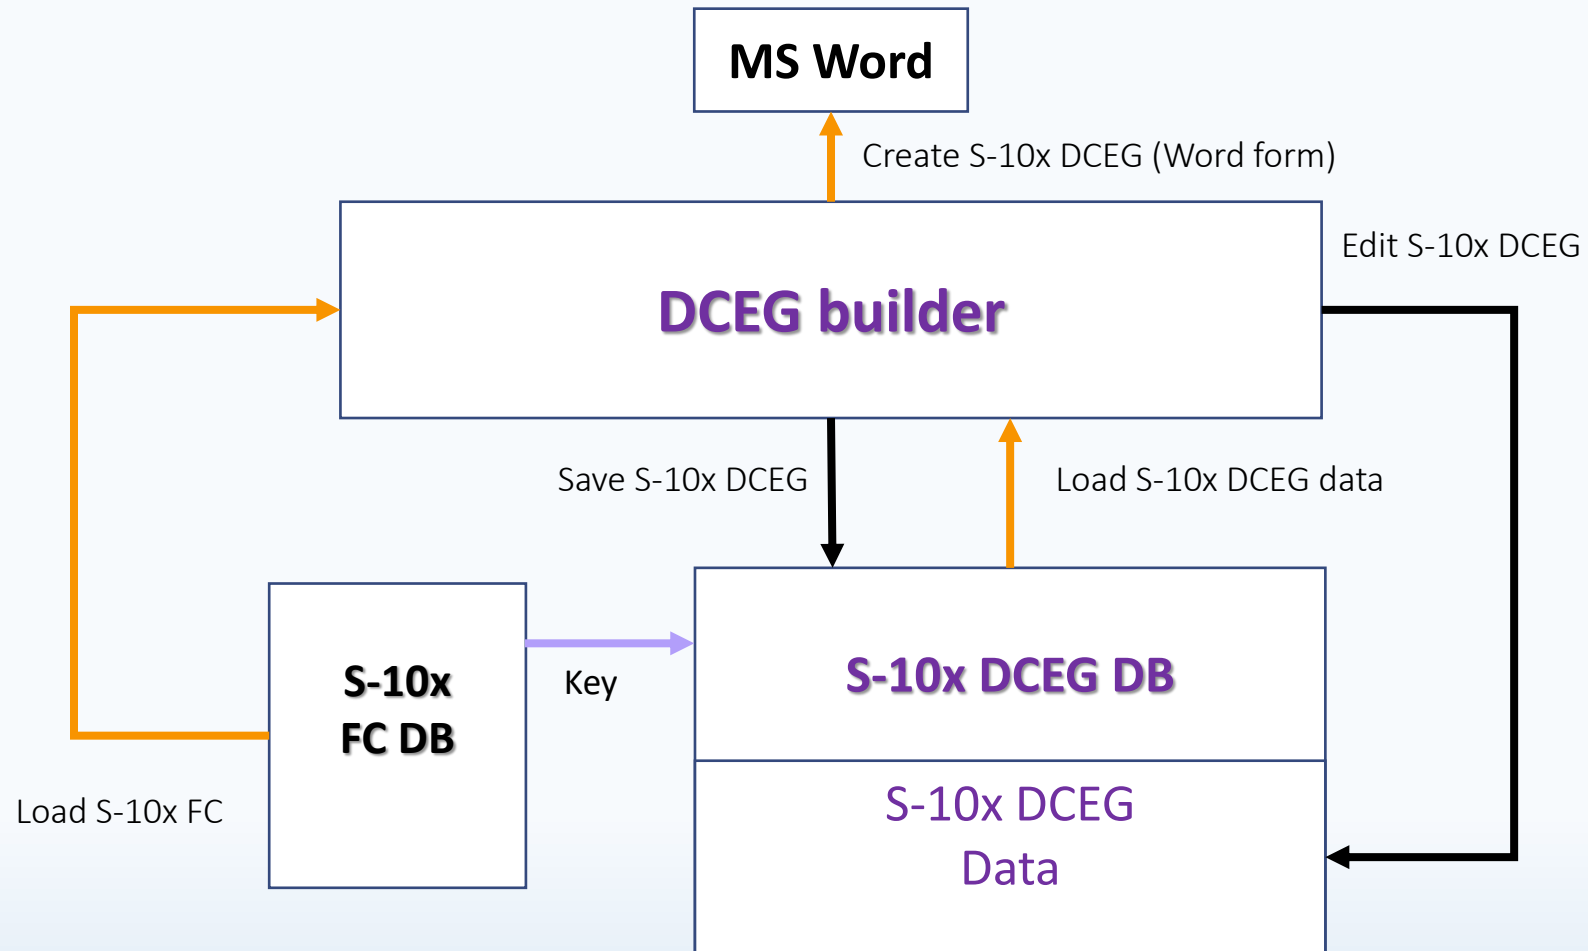 MS Word
Create S-10x DCEG (Word form)
Edit S-10x DCEG
DCEG builder
Save S-10x DCEG
Load S-10x DCEG data
S-10x
FC DB
Key
S-10x DCEG DB
Load S-10x FC
S-10x DCEG
Data